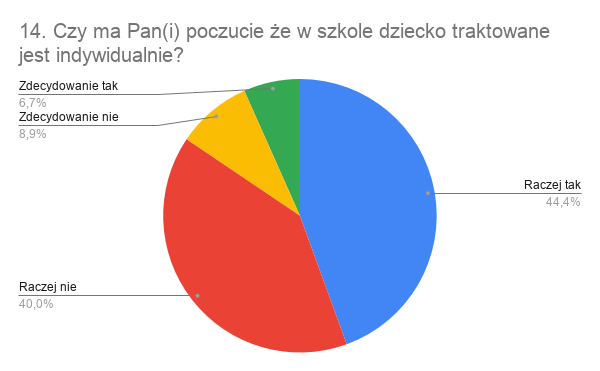 14. Czy ma Pan(i) poczucie że w szkole dziecko traktowane
jest indywidualnie?
Zdecydowanie tak
6,7%
Zdecydowanie nie
8,9%
Raczej tak
44,4%
Raczej nie
40,0%